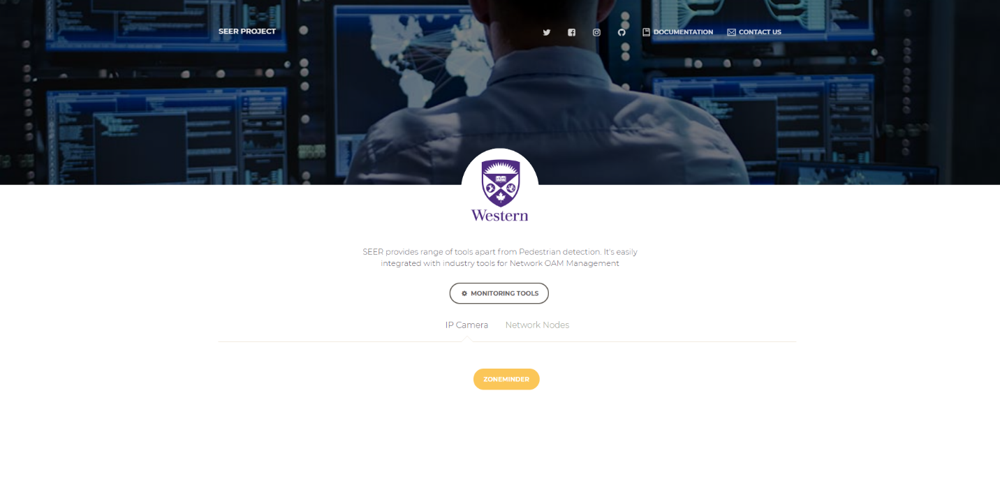 SEER PROJECT
DOCUMENTATION
CONTACT US
Western
SEER provides range of tools apart from Pedestrian detection. It's easily
integrated with industry tools for Network OAM Management
MONITORING TOOLS
IP Camera
Network Nodes
ZONEMINDER